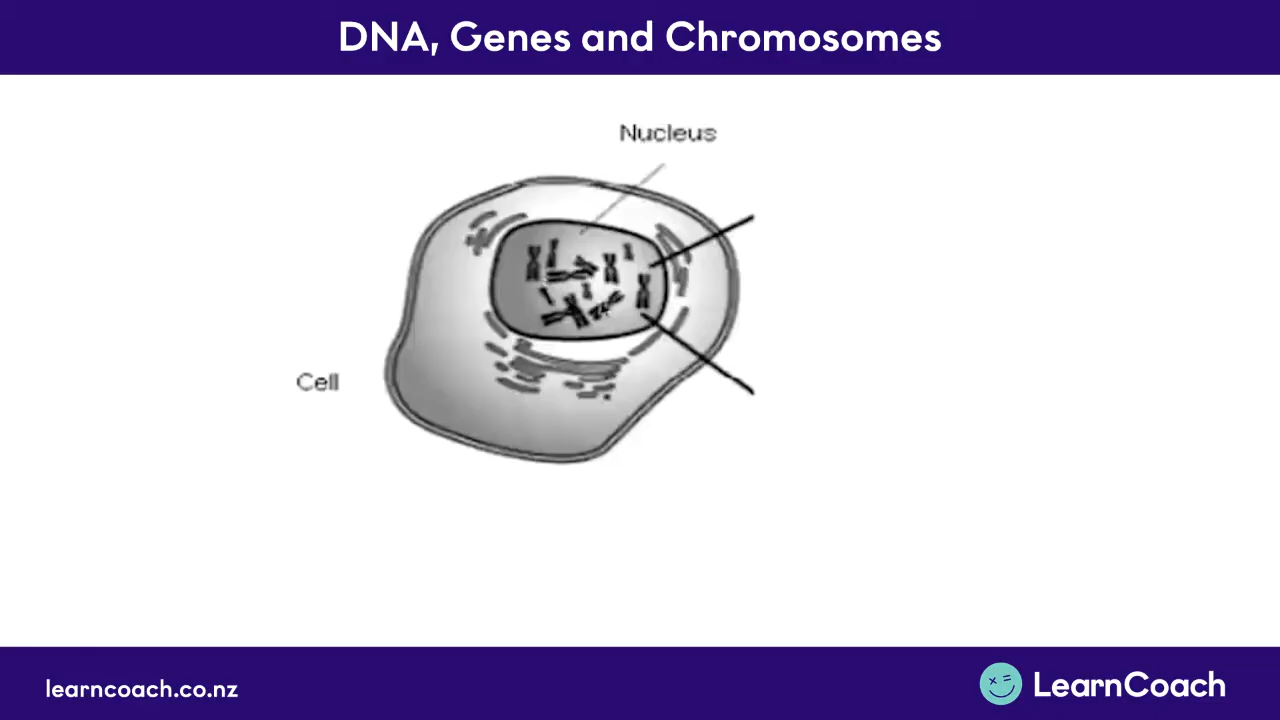 DNA, Genes and Chromosomes
Nucleus
Cell
learncoach.co.nz
LearnCoach